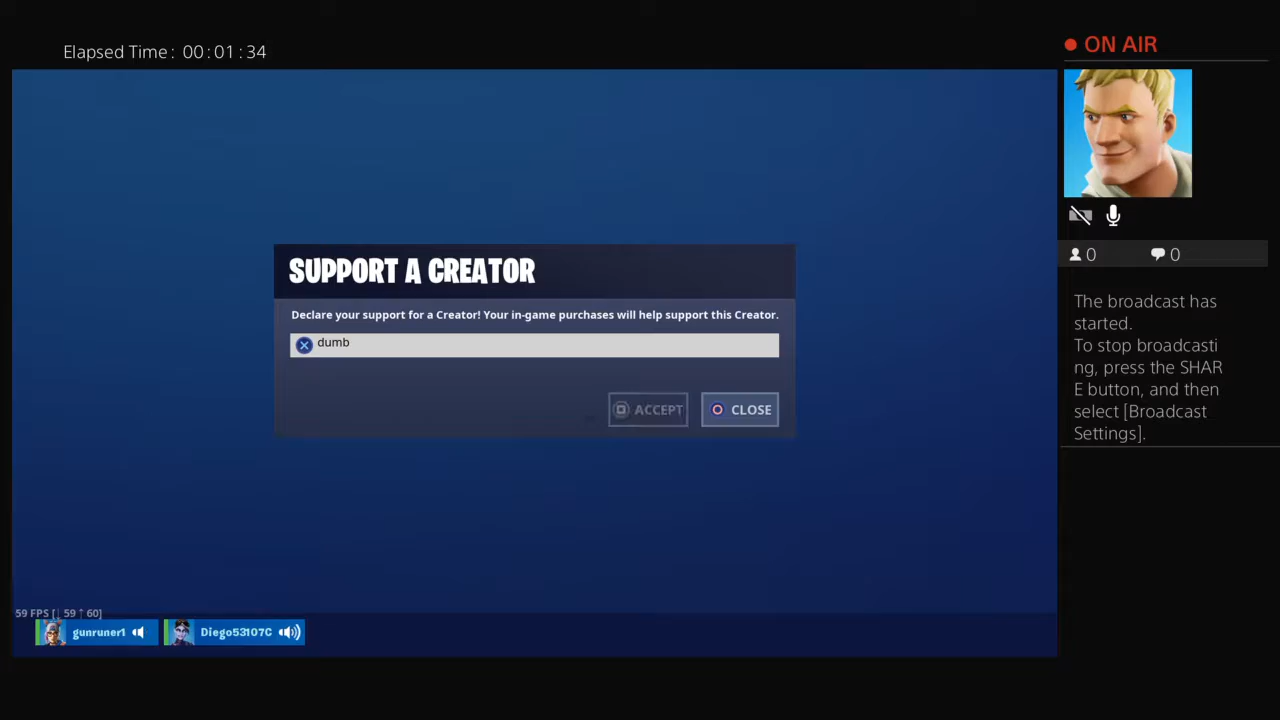 Elapsed Time: 00:01:34
ON AIR
SUPPORT A CREATOR
Declare your support for a Creator! Your in-game purchases will help support this Creator.
dumb
ACCEPT
CLOSE
0
0
The broadcast has
started.
To stop broadcasti
ng, press the SHAR
E button, and then
select [Broadcast
Settings].
59 FPS [↓ 59 ↑ 60]
gunruner1
Diego53107C